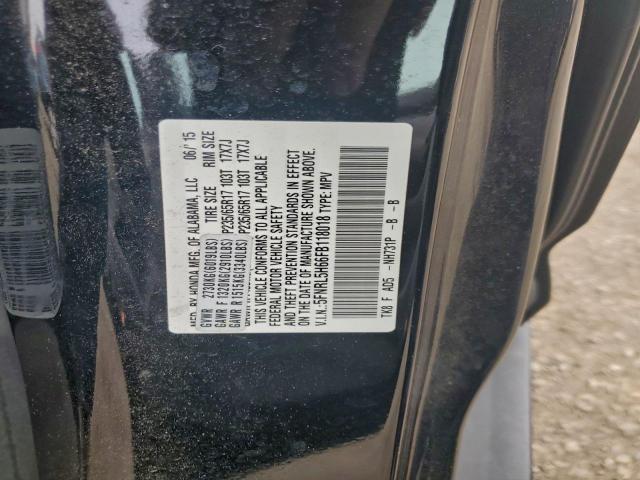 MFD. BY HONDA MFG. OF ALABAMA, LLC 06/'15
GVWR 2730KG(6019LBS) TIRE SIZE RIM SIZE
GAWR F 1320KG(2910LBS) P235/65R17 103T 17X7J
GAWR R 1515KG(3340LBS) P235/65R17 103T 17X7J
THIS VEHICLE CONFORMS TO ALL APPLICABLE
FEDERAL MOTOR VEHICLE SAFETY
AND THEFT PREVENTION STANDARDS IN EFFECT
ON THE DATE OF MANUFACTURE SHOWN ABOVE.
V.I.N.:5FNRL5H66FB118018 TYPE: MPV
TK8 F AD5 -NH731P -B -B